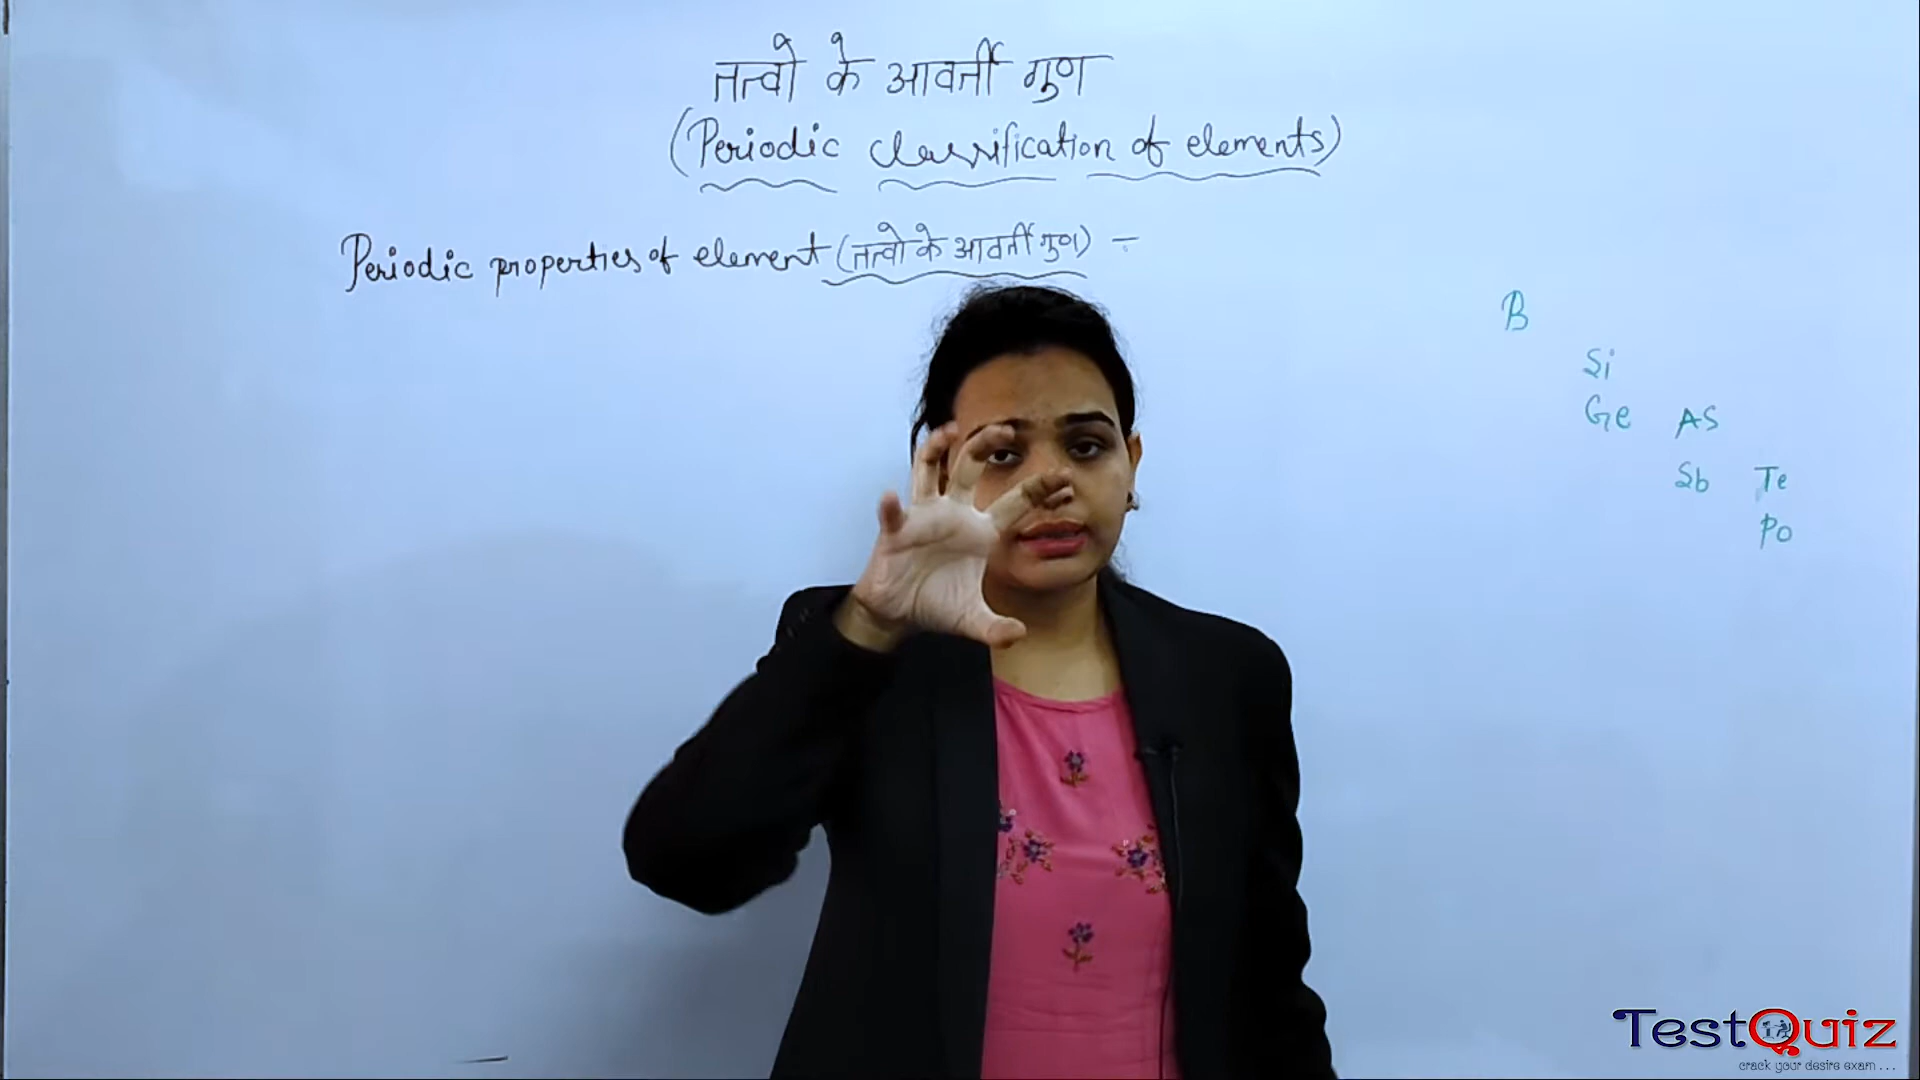 तत्वो के आवर्ती गुण
(Periodic classification of elements)
Periodic properties of element (तत्वो के आवर्ती गुण) -
B
Si
Ge AS
Sb Te
Po
TestQuiz
crack your desire exam...